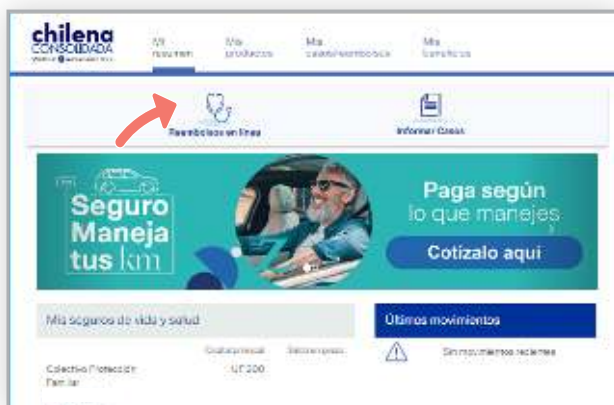 chilena
CONSOLIDADA
Mi
resumen
Mis
productos
Mis
casos/reembolsos
Mis
beneficios
Reembolsos en línea
Informar Casos
Seguro
Maneja
tus km
Paga según
lo que manejes
Cotízalo aquí
Mis seguros de vida y salud
Últimos movimientos
Sin movimientos recientes
Colectivo Protección
Familiar
UF 200